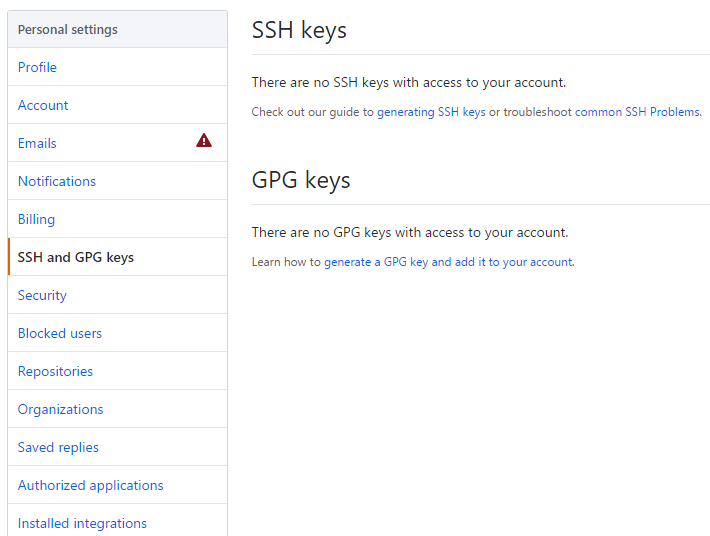 Personal settings
Profile
Account
Emails
Notifications
Billing
SSH and GPG keys
Security
Blocked users
Repositories
Organizations
Saved replies
Authorized applications
Installed integrations
SSH keys
There are no SSH keys with access to your account.
Check out our guide to generating SSH keys or troubleshoot common SSH Problems.
GPG keys
There are no GPG keys with access to your account.
Learn how to generate a GPG key and add it to your account.